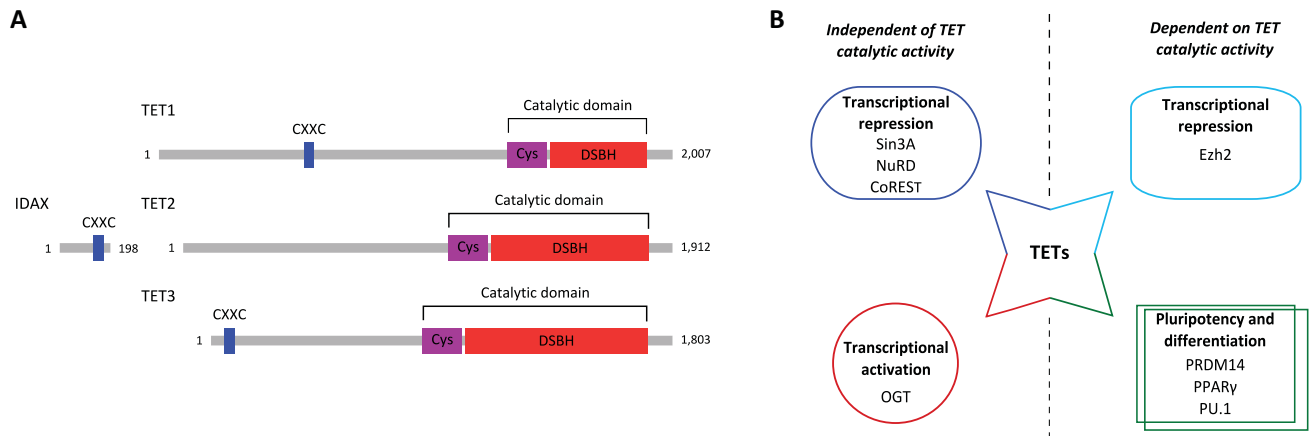 A
TET1
CXXC
Catalytic domain
1
Cys
DSBH
2,007
IDAX
CXXC
1
198
TET2
Catalytic domain
1
Cys
DSBH
1,912
TET3
CXXC
Catalytic domain
1
Cys
DSBH
1,803
B
Independent of TET
catalytic activity
Dependent on TET
catalytic activity
Transcriptional
repression
Sin3A
NuRD
CoREST
Transcriptional
repression
Ezh2
TETs
Transcriptional
activation
OGT
Pluripotency and
differentiation
PRDM14
PPARγ
PU.1